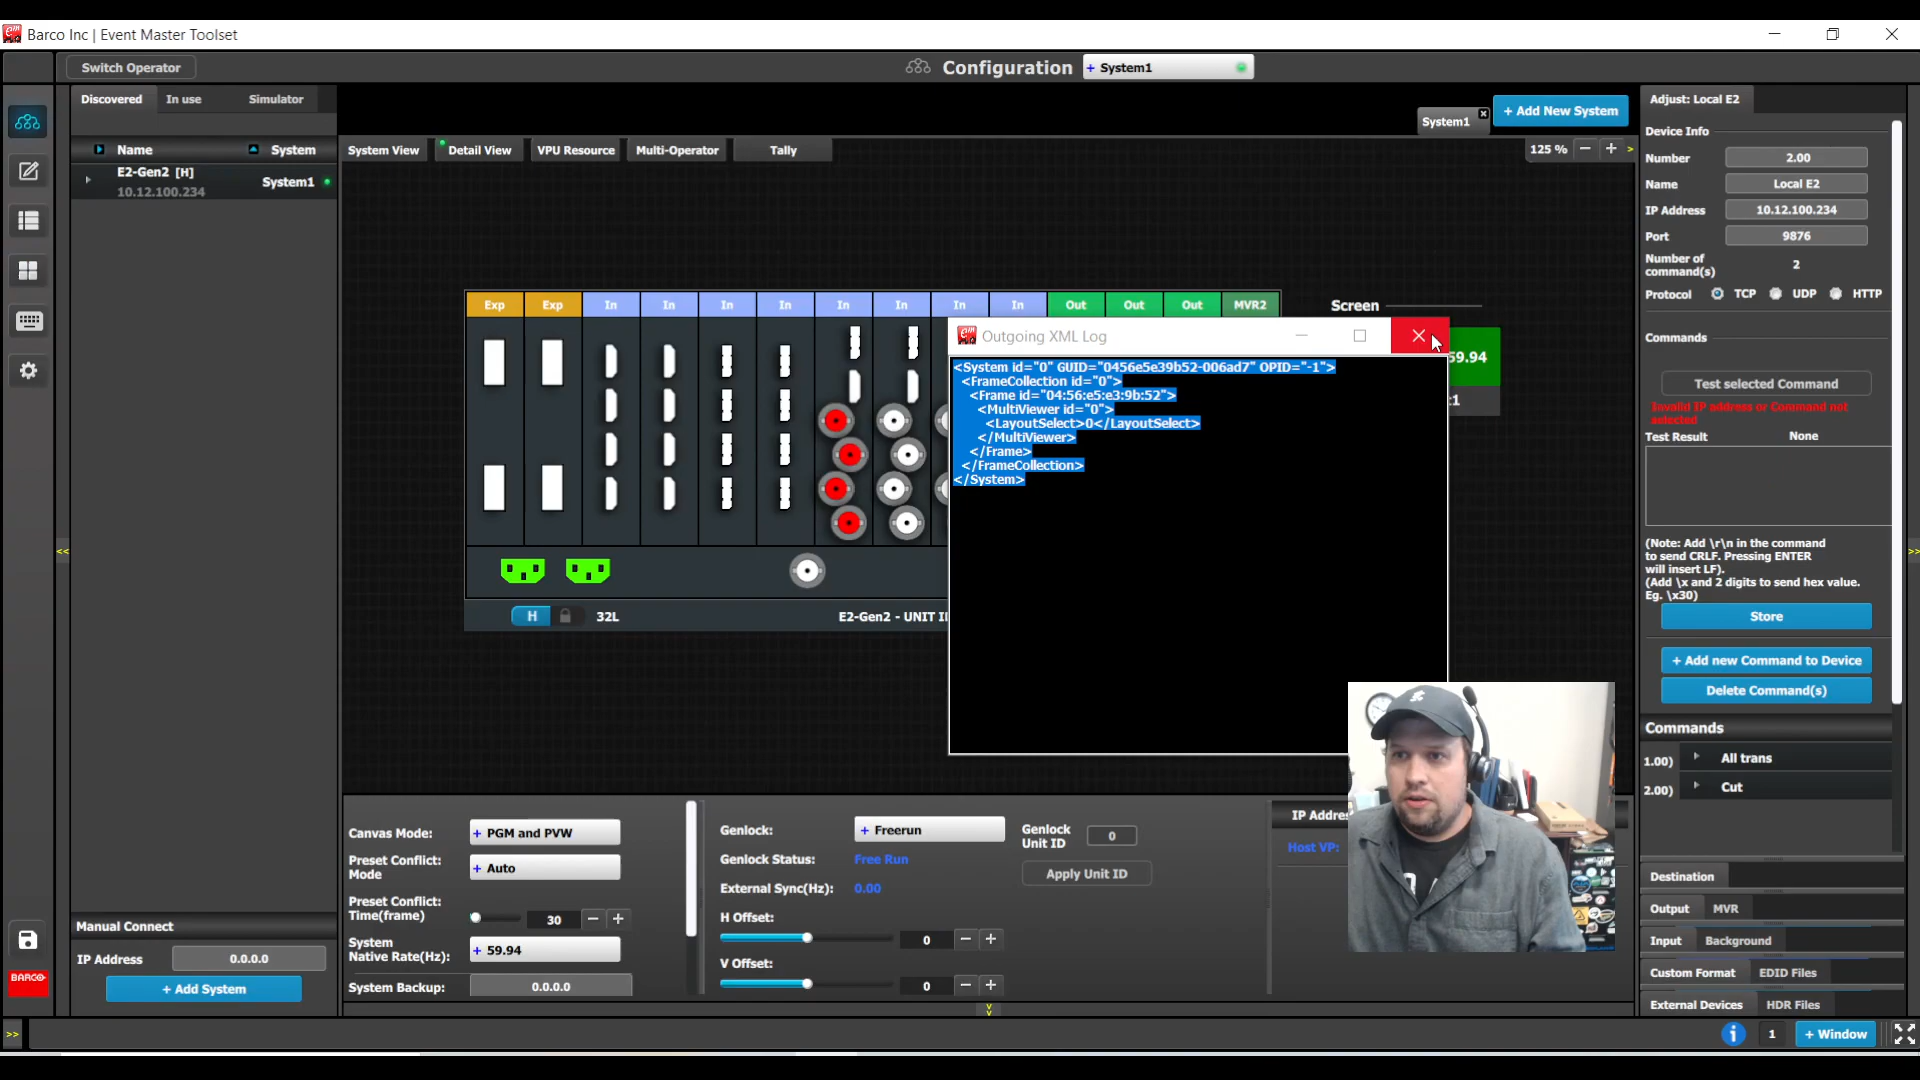 Barco Inc | Event Master Toolset
Switch Operator
Configuration
+ System1
Discovered
In use
Simulator
Adjust: Local E2
System1
+ Add New System
Name
System
System View
Detail View
VPU Resource
Multi-Operator
Tally
125 %
E2-Gen2 [H]
10.12.100.234
System1
Device Info
Number
2.00
Name
Local E2
IP Address
10.12.100.234
Port
9876
Number of
command(s)
2
Protocol
TCP
UDP
HTTP
Commands
Test selected Command
Invalid IP address or Command not
selected
Test Result
None
(Note: Add \r\n in the command
to send CRLF. Pressing ENTER
will insert LF).
(Add \x and 2 digits to send hex value.
Eg. \x30)
Store
+ Add new Command to Device
Delete Command(s)
Commands
1.00)
All trans
2.00)
Cut
Destination
Output
MVR
Input
Background
Custom Format
EDID Files
External Devices
HDR Files
Exp
Exp
In
In
In
In
In
In
In
In
Out
Out
Out
MVR2
Screen
59.94
Outgoing XML Log
<System id="0" GUID="0456e5e39b52-006ad7" OPID="-1">
<FrameCollection id="0">
<Frame id="04:56:e5:e3:9b:52">
<MultiViewer id="0">
<LayoutSelect>0</LayoutSelect>
</MultiViewer>
</Frame>
</FrameCollection>
</System>
H
32L
E2-Gen2 - UNIT
Canvas Mode:
+ PGM and PVW
Preset Conflict:
Mode
+ Auto
Preset Conflict:
Time(frame)
30
System
Native Rate(Hz):
+ 59.94
System Backup:
0.0.0.0
Genlock:
+ Freerun
Genlock Status:
Free Run
External Sync(Hz):
0.00
H Offset:
0
V Offset:
0
Genlock
Unit ID
0
Apply Unit ID
IP Addres
Host VP:
Manual Connect
IP Address
0.0.0.0
+ Add System
BARCO
1
+ Window